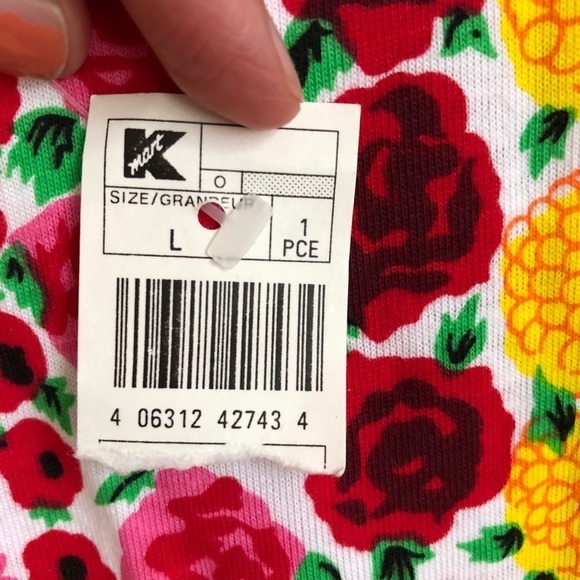 K mart
O
SIZE/GRANDEUR
L
1
PCE
4 06312 42743 4